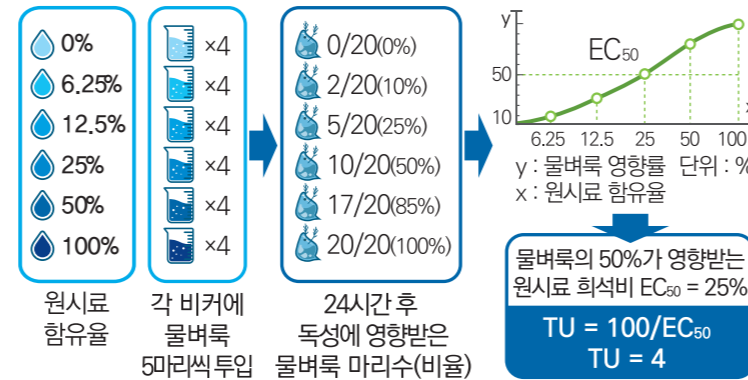 0%
6.25%
12.5%
25%
50%
100%
원시료
함유율
×4
×4
×4
×4
×4
×4
각 비커에
물벼룩
5마리씩 투입
0/20(0%)
2/20(10%)
5/20(25%)
10/20(50%)
17/20(85%)
20/20(100%)
24시간 후
독성에 영향받은
물벼룩 마리수(비율)
y
EC50
50
10
x
6.25 12.5 25 50 100
y : 물벼룩 영향률 단위 : %
x : 원시료 함유율
물벼룩의 50%가 영향받는
원시료 희석비 EC50 = 25%
TU = 100/EC50
TU = 4